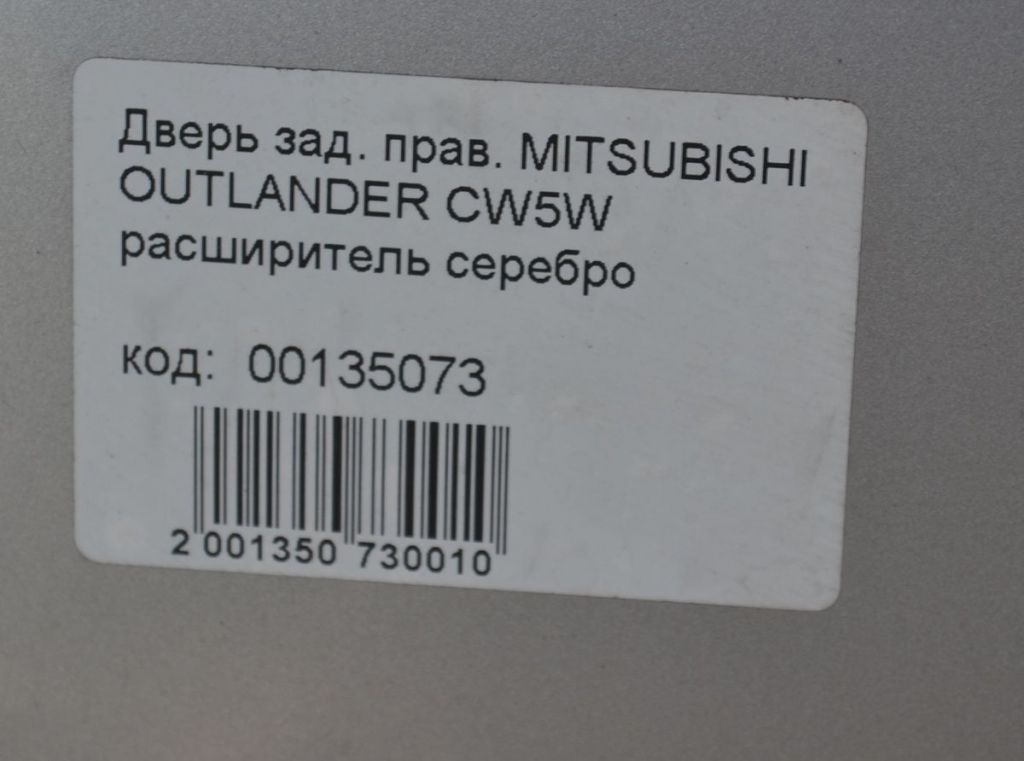 Дверь зад. прав. MITSUBISHI
OUTLANDER CW5W
расширитель серебро
код: 00135073
2 001350 730010